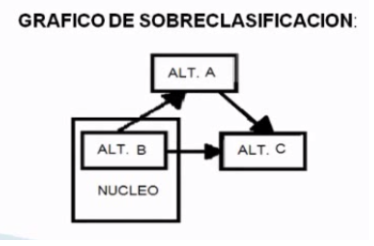 GRAFICO DE SOBRECLASIFICACION:
ALT. A
ALT. B
ALT. C
NUCLEO